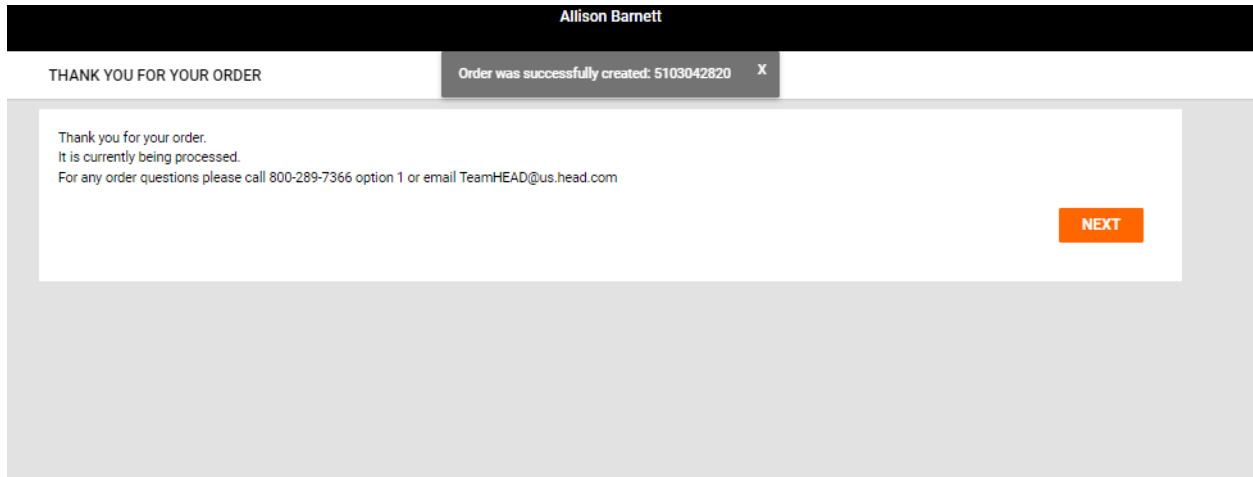 Allison Barnett
THANK YOU FOR YOUR ORDER
Order was successfully created: 5103042820 X
Thank you for your order.
It is currently being processed.
For any order questions please call 800-289-7366 option 1 or email TeamHEAD@us.head.com
NEXT